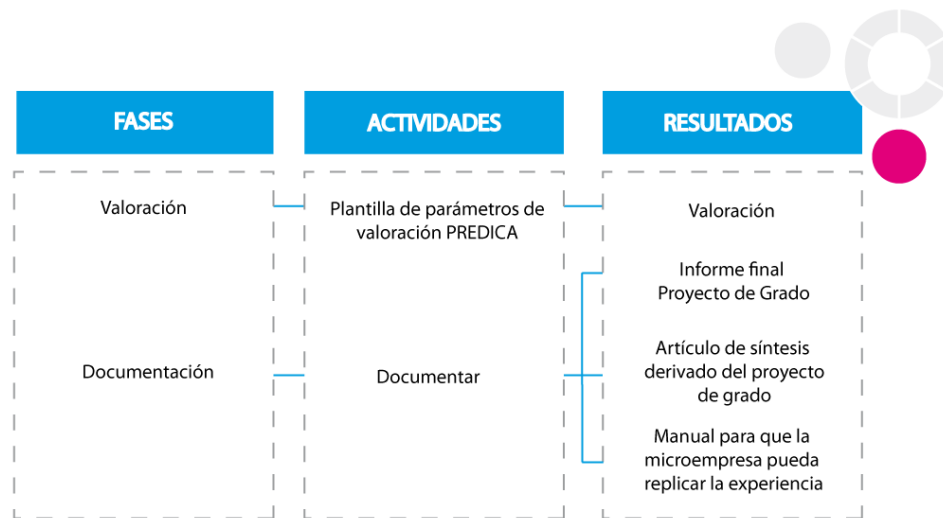 FASES
ACTIVIDADES
RESULTADOS
Valoración
Plantilla de parámetros de
valoración PREDICA
Valoración
Informe final
Proyecto de Grado
Documentación
Documentar
Artículo de síntesis
derivado del proyecto
de grado
Manual para que la
microempresa pueda
replicar la experiencia